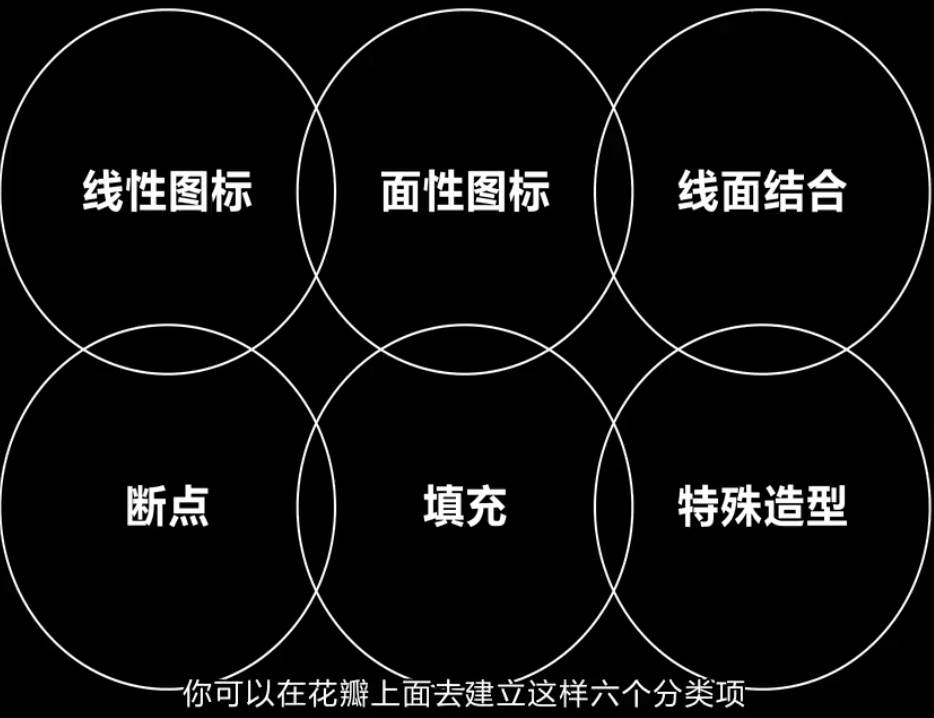 线性图标
面性图标
线面结合
断点
填充
特殊造型
你可以在花瓣上面去建立这样六个分类项